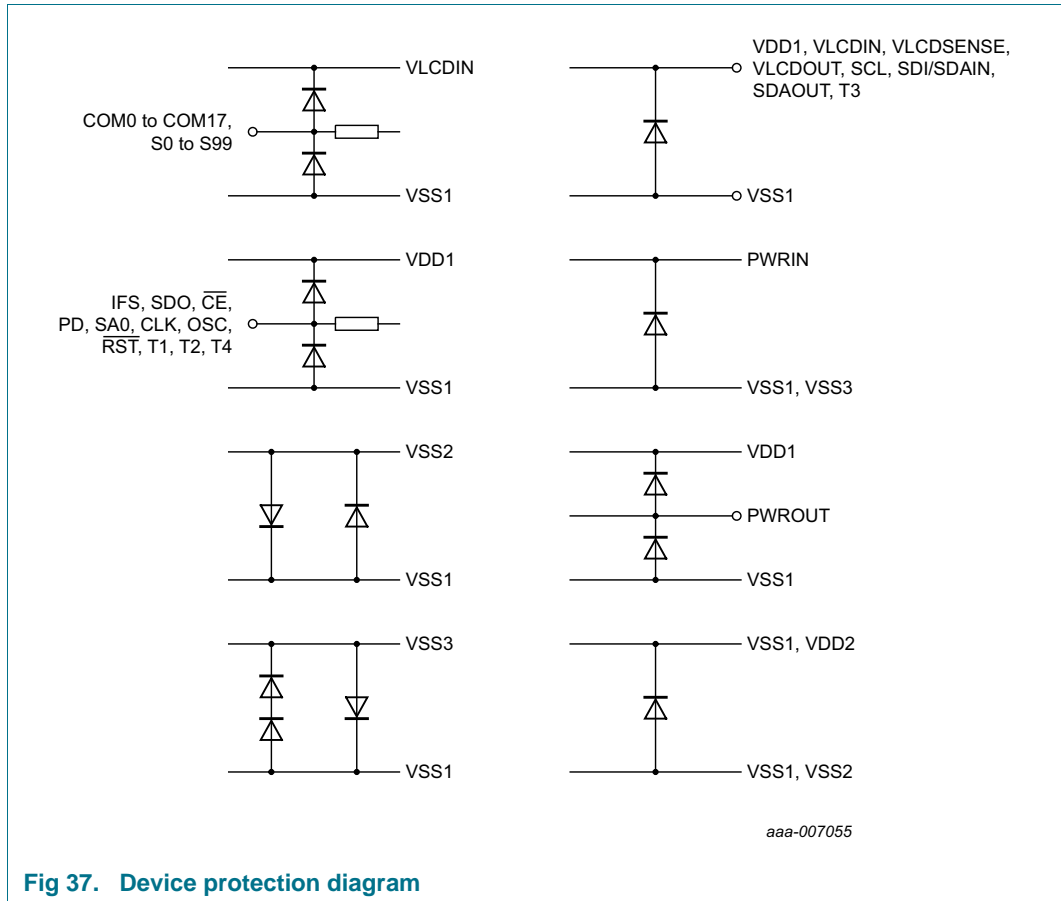 VLCDIN
COM0 to COM17,
S0 to S99
VSS1
VDD1, VLCDIN, VLCDSENSE,
VLCDOUT, SCL, SDI/SDAIN,
SDAOUT, T3
VSS1
VDD1
IFS, SDO, C̅E̅,
PD, SA0, CLK, OSC,
R̅S̅T̅, T1, T2, T4
VSS1
PWRIN
VSS1, VSS3
VSS2
VSS1
VDD1
PWROUT
VSS1
VSS3
VSS1
VSS1, VDD2
VSS1, VSS2
aaa-007055
Fig 37. Device protection diagram